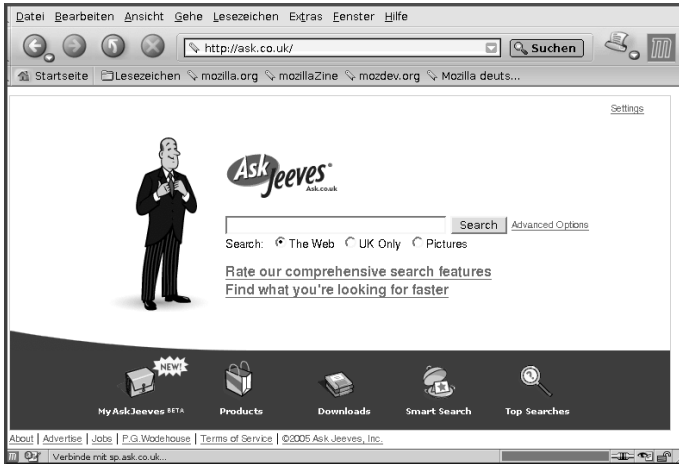 Datei Bearbeiten Ansicht Gehe Lesezeichen Extras Fenster Hilfe
http://ask.co.uk/ Suchen
Startseite Lesezeichen mozilla.org mozillaZine mozdev.org Mozilla deuts...
Settings
Ask Jeeves
Ask.co.uk
Search Advanced Options
Search: The Web UK Only Pictures
Rate our comprehensive search features
Find what you're looking for faster
NEW!
My Ask Jeeves BETA Products Downloads Smart Search Top Searches
About | Advertise | Jobs | P.G.Wodehouse | Terms of Service | ©2005 Ask Jeeves, Inc.
Verbinde mit sp.ask.co.uk...